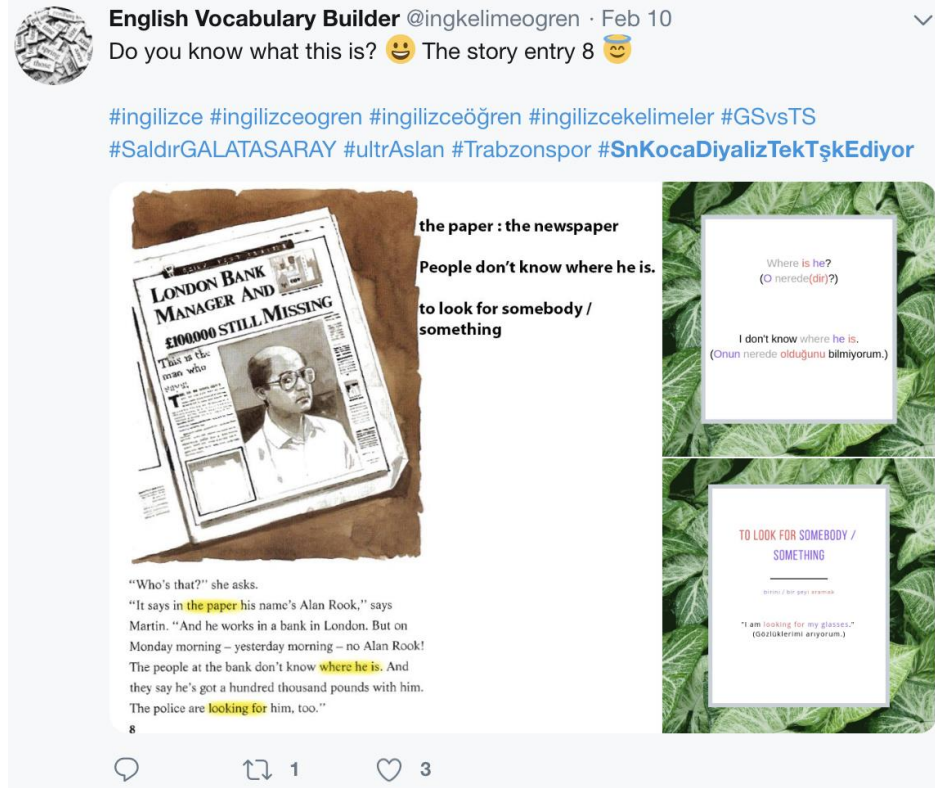 English Vocabulary Builder @ingkelimeogren · Feb 10
Do you know what this is? 😀 The story entry 8 😇
#ingilizce #ingilizceogren #ingilizceöğren #ingilizcekelimeler #GSvsTS
#SaldırGALATASARAY #ultrAslan #Trabzonspor #SnKocaDiyalizTekTşkEdiyor
LONDON BANK
MANAGER AND
£100,000 STILL MISSING
This is the
man who
the paper : the newspaper
People don't know where he is.
to look for somebody /
something
"Who's that?" she asks.
"It says in the paper his name's Alan Rook," says
Martin. "And he works in a bank in London. But on
Monday morning – yesterday morning – no Alan Rook!
The people at the bank don't know where he is. And
they say he's got a hundred thousand pounds with him.
The police are looking for him, too."
8
Where is he?
(O nerede(dir)?)
I don't know where he is.
(Onun nerede olduğunu bilmiyorum.)
TO LOOK FOR SOMEBODY /
SOMETHING
birini / bir şeyi aramak
"I am looking for my glasses."
(Gözlüklerimi arıyorum.)
1
3